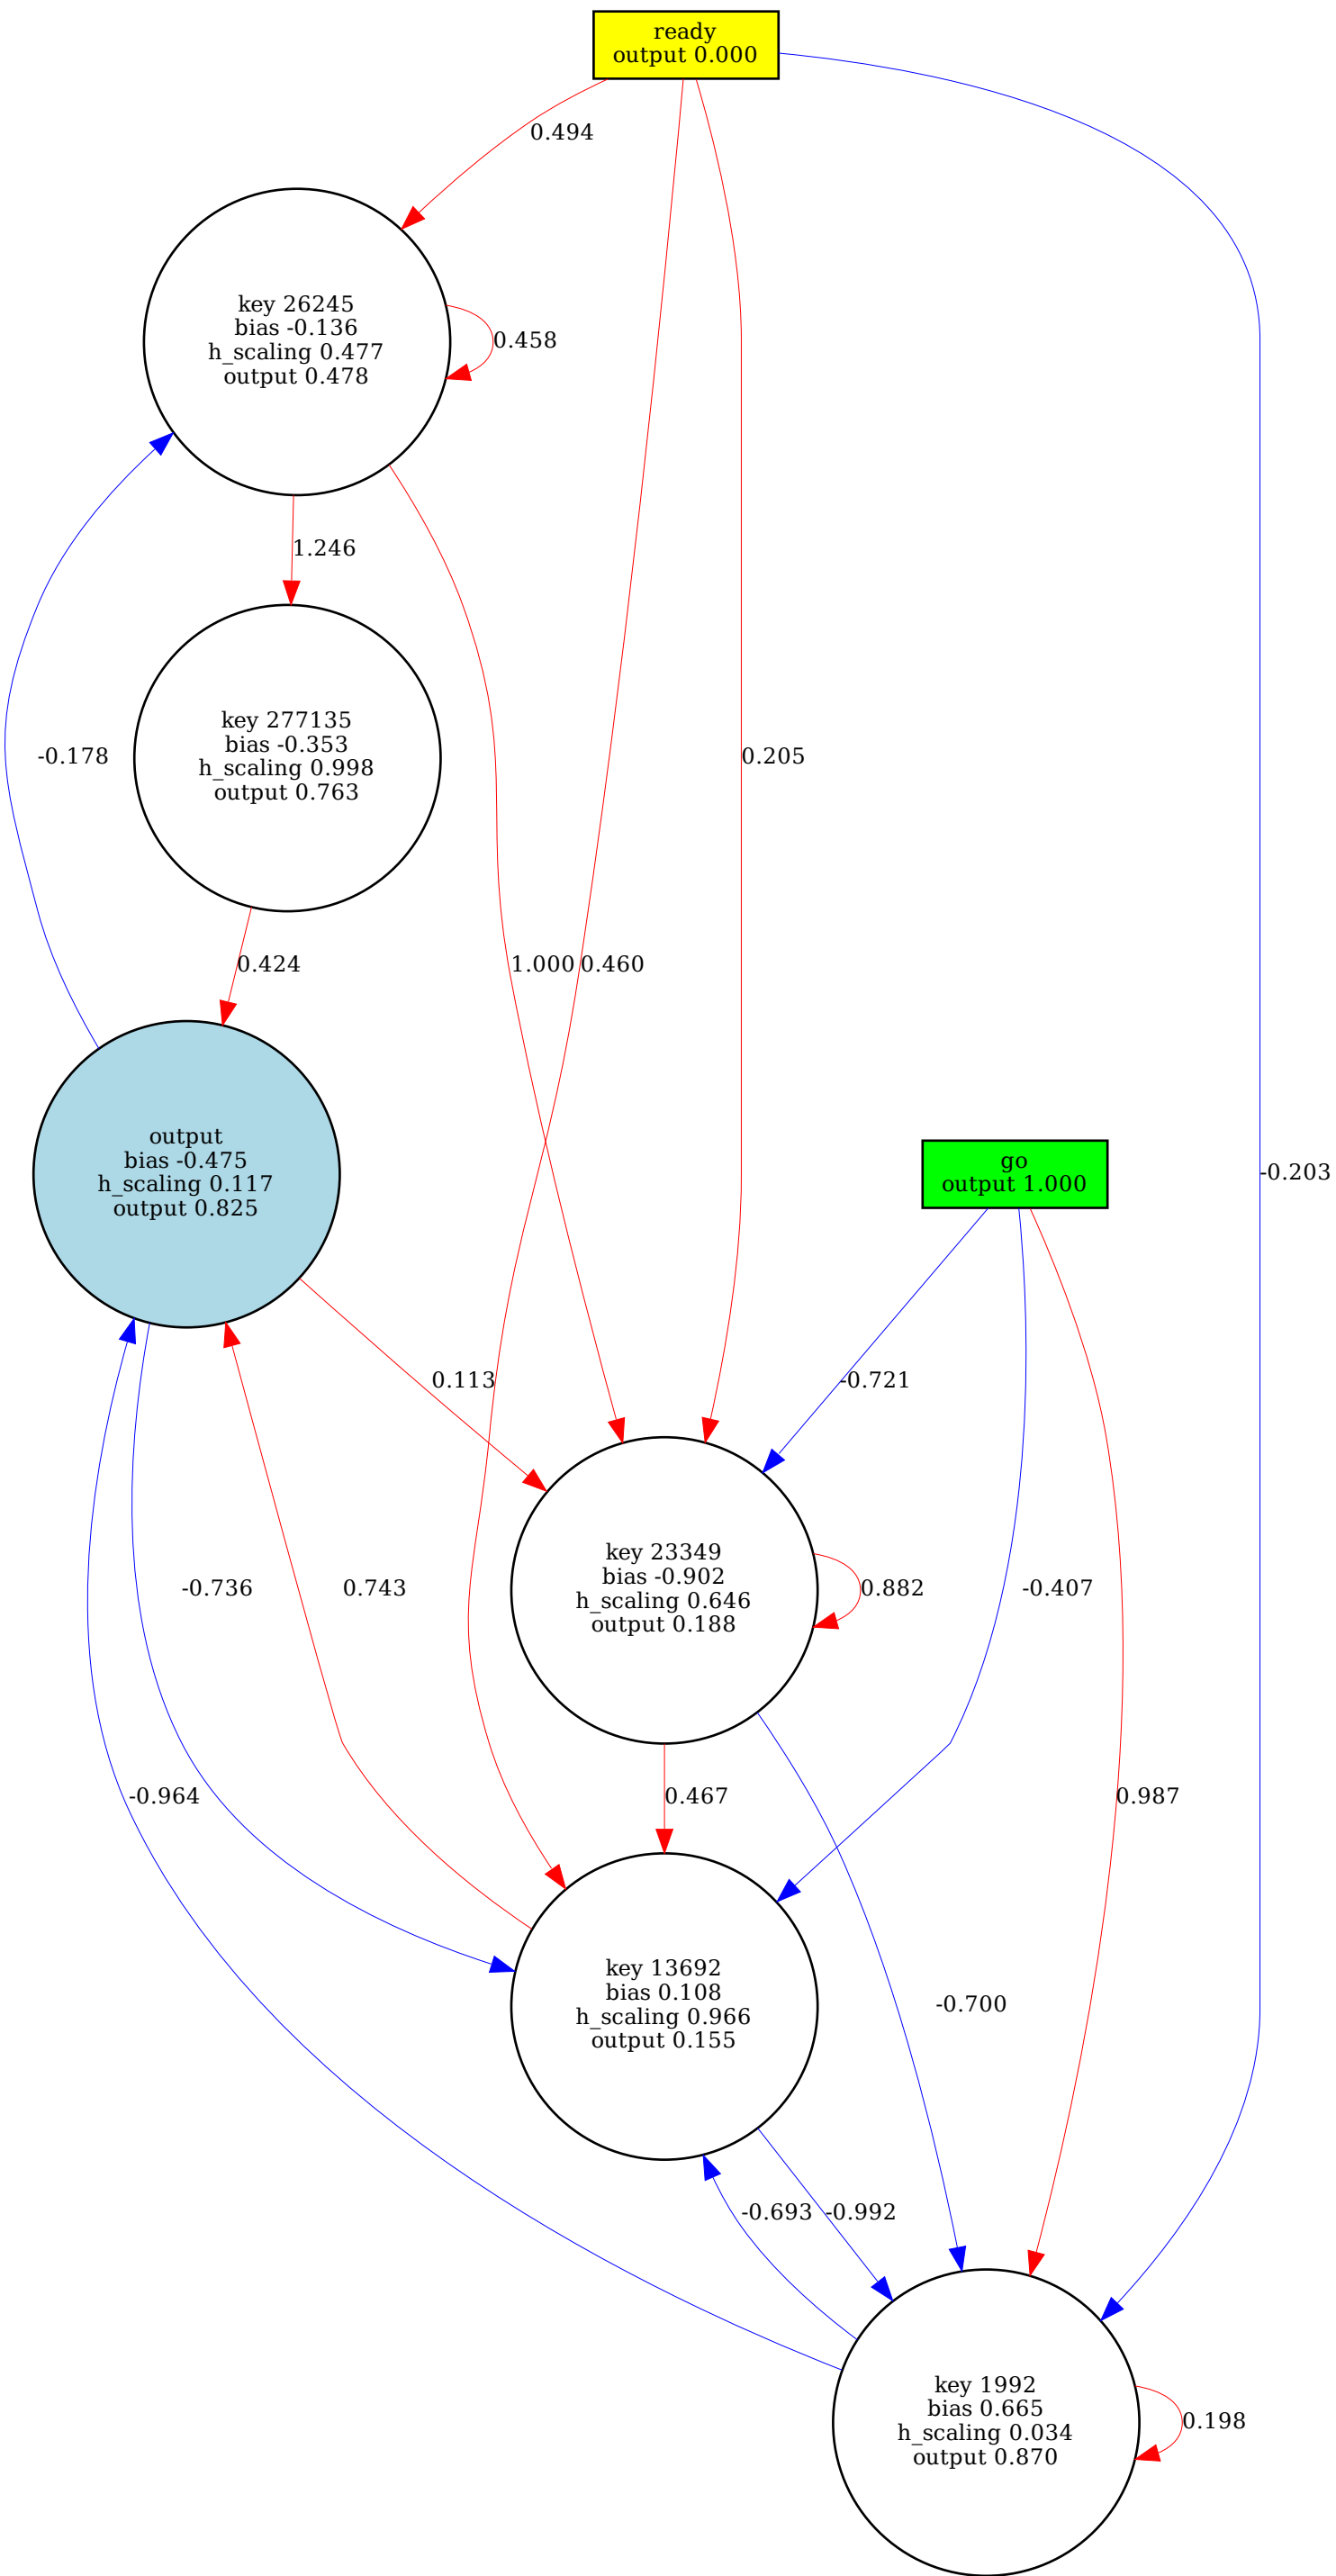 ready
output 0.000
0.494
key 26245
bias -0.136
h_scaling 0.477
output 0.478
0.458
1.246
key 277135
bias -0.353
h_scaling 0.998
output 0.763
-0.178
0.205
0.424
1.000
0.460
output
bias -0.475
h_scaling 0.117
output 0.825
go
output 1.000
-0.203
0.113
-0.721
key 23349
bias -0.902
h_scaling 0.646
output 0.188
0.882
-0.736
0.743
-0.407
-0.964
0.467
0.987
key 13692
bias 0.108
h_scaling 0.966
output 0.155
-0.700
-0.693
-0.992
key 1992
bias 0.665
h_scaling 0.034
output 0.870
0.198